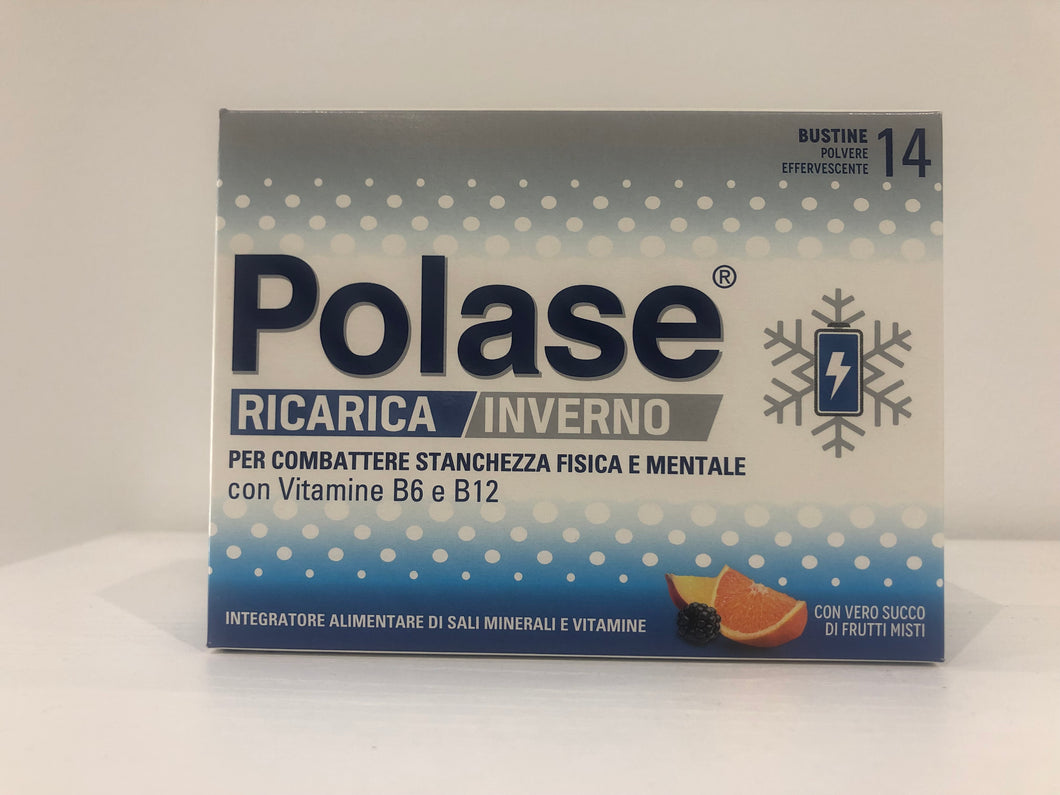 BUSTINE 14
POLVERE
EFFERVESCENTE
Polase®
RICARICA / INVERNO
PER COMBATTERE STANCHEZZA FISICA E MENTALE
con Vitamine B6 e B12
INTEGRATORE ALIMENTARE DI SALI MINERALI E VITAMINE
CON VERO SUCCO
DI FRUTTI MISTI